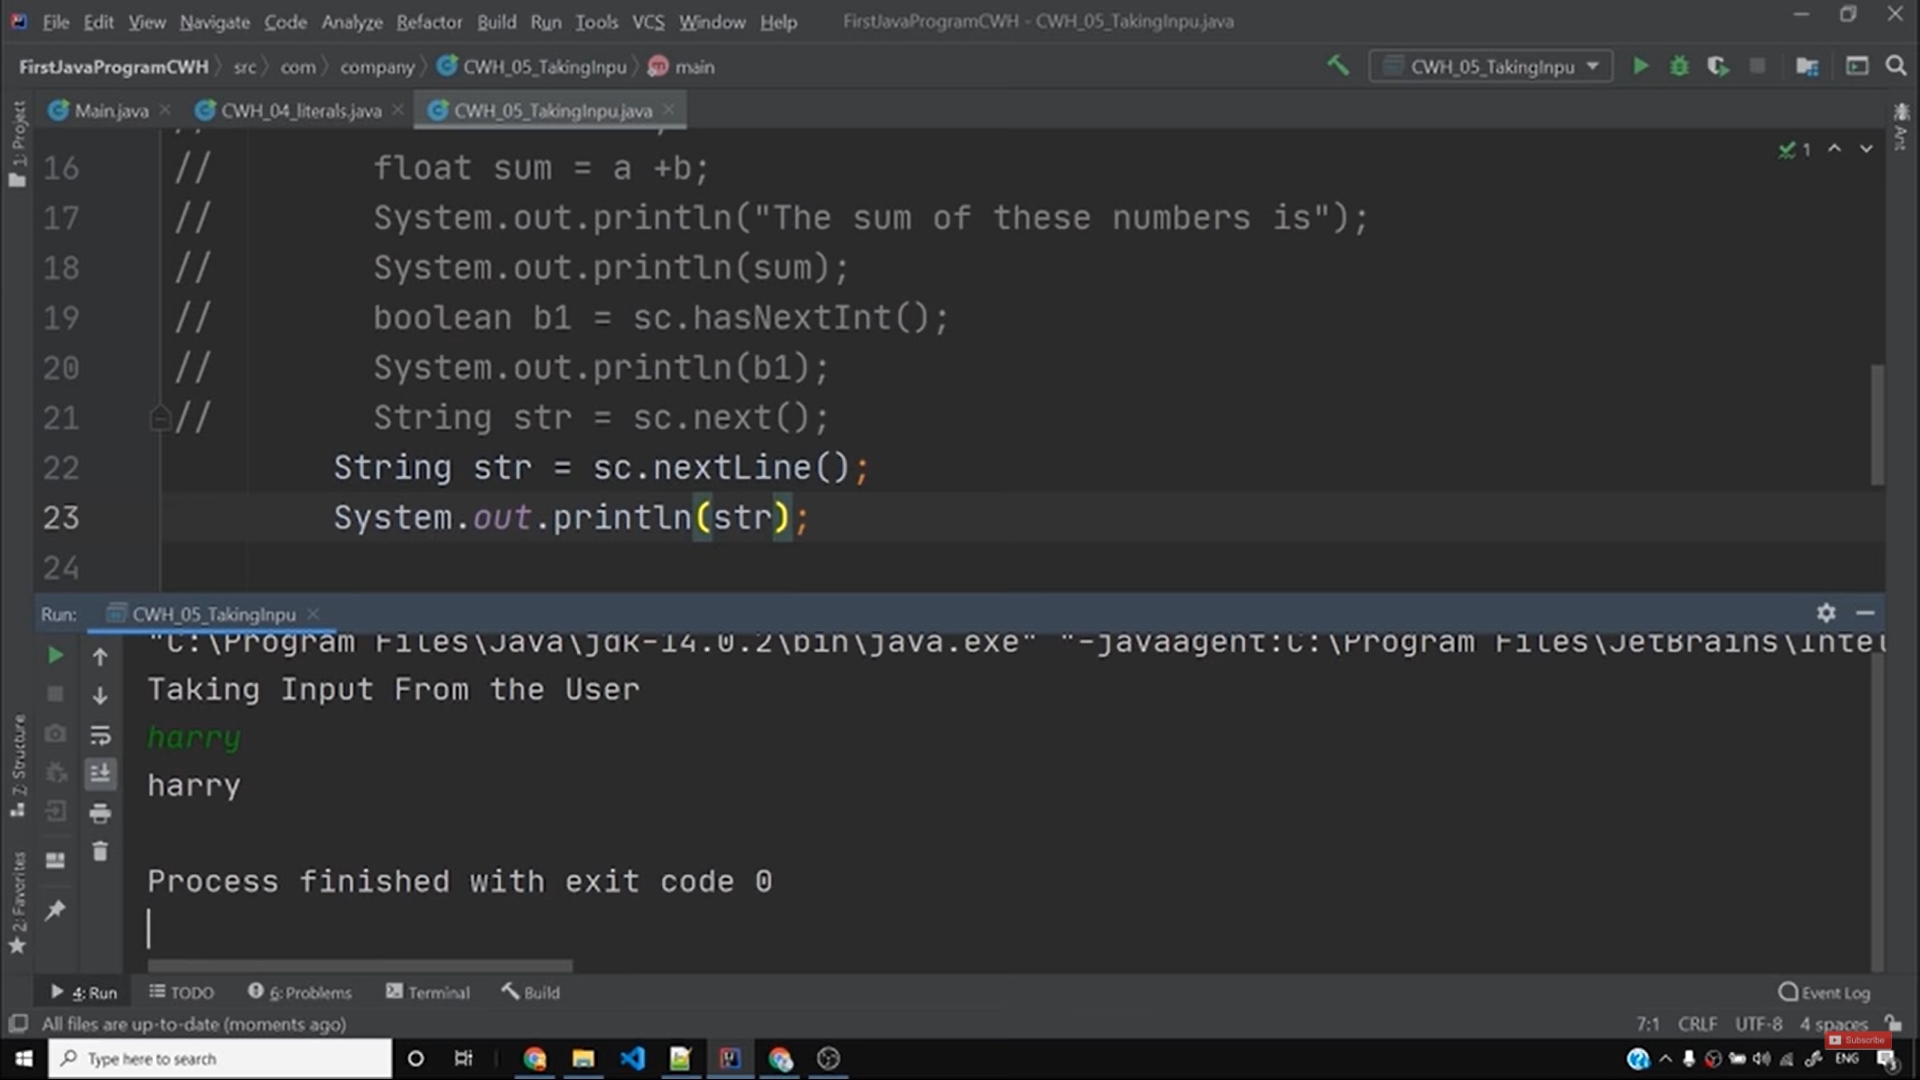 File Edit View Navigate Code Analyze Refactor Build Run Tools VCS Window Help FirstJavaProgramCWH - CWH_05_TakingInpu.java
FirstJavaProgramCWH src com company CWH_05_TakingInpu main CWH_05_TakingInpu
Main.java CWH_04_literals.java CWH_05_TakingInpu.java
1: Project
Ant
1
16 // float sum = a +b;
17 // System.out.println("The sum of these numbers is");
18 // System.out.println(sum);
19 // boolean b1 = sc.hasNextInt();
20 // System.out.println(b1);
21 // String str = sc.next();
22 String str = sc.nextLine();
23 System.out.println(str);
24
Run: CWH_05_TakingInpu
"C:\Program Files\Java\jdk-14.0.2\bin\java.exe" "-javaagent:C:\Program Files\JetBrains\Intel
Taking Input From the User
harry
harry
Process finished with exit code 0
Z: Structure
2: Favorites
4: Run TODO 6: Problems Terminal Build Event Log
All files are up-to-date (moments ago) 7:1 CRLF UTF-8 4 spaces
Subscribe
Type here to search ENG